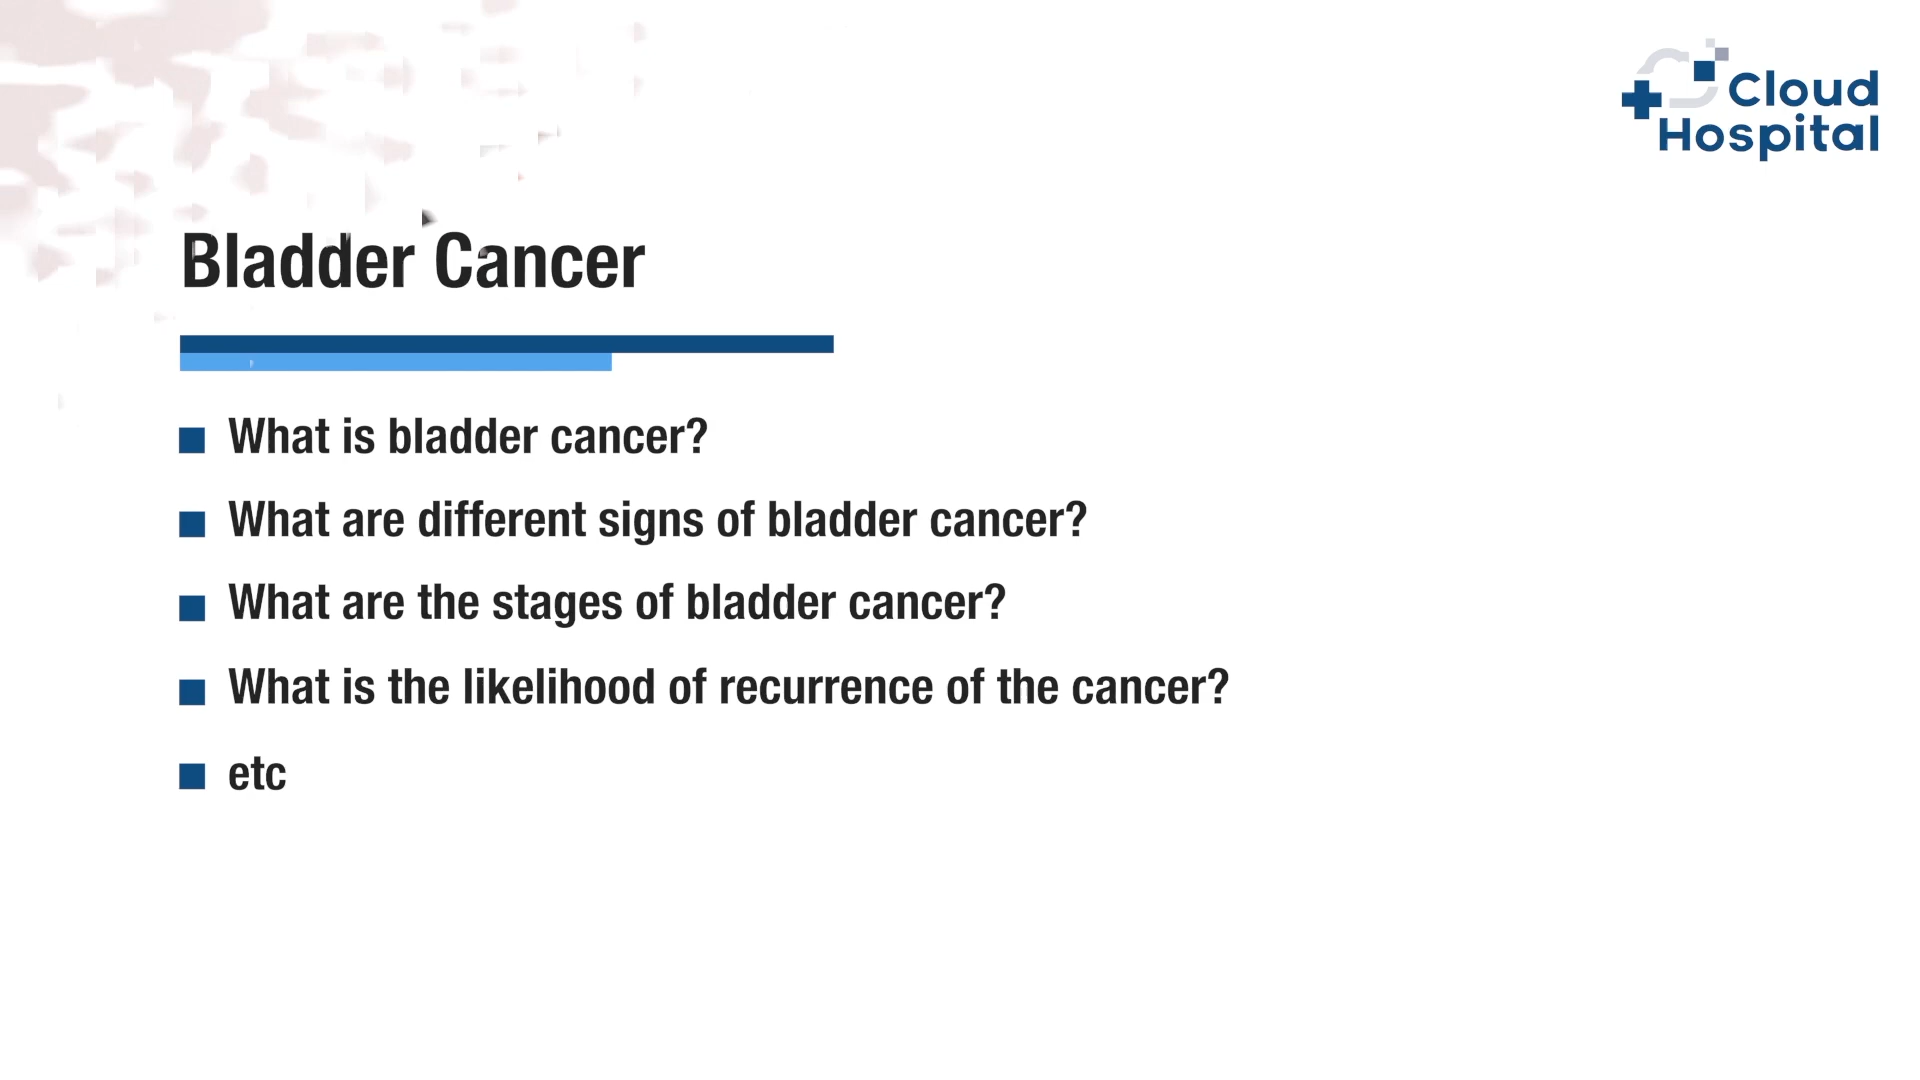 Cloud
Hospital
Bladder Cancer
What is bladder cancer?
What are different signs of bladder cancer?
What are the stages of bladder cancer?
What is the likelihood of recurrence of the cancer?
etc